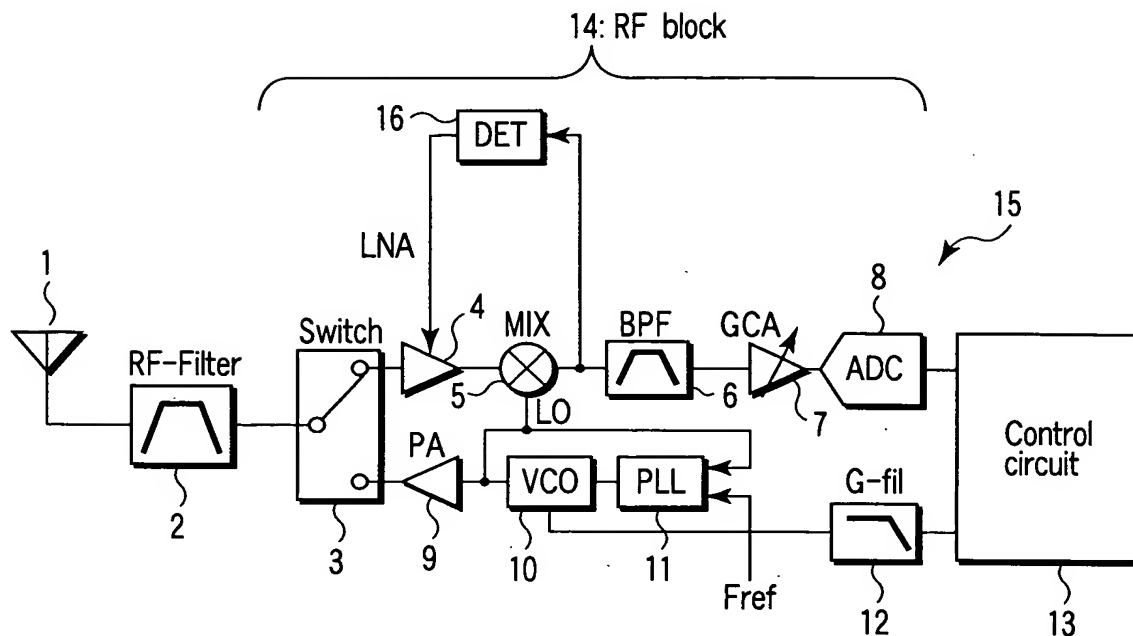 14: RF block
16
DET
15
LNA
1
Switch
4
MIX
BPF
GCA
8
RF-Filter
5
6
7
ADC
LO
Control
circuit
PA
VCO
PLL
G-fil
2
3
9
10
11
Fref
12
13